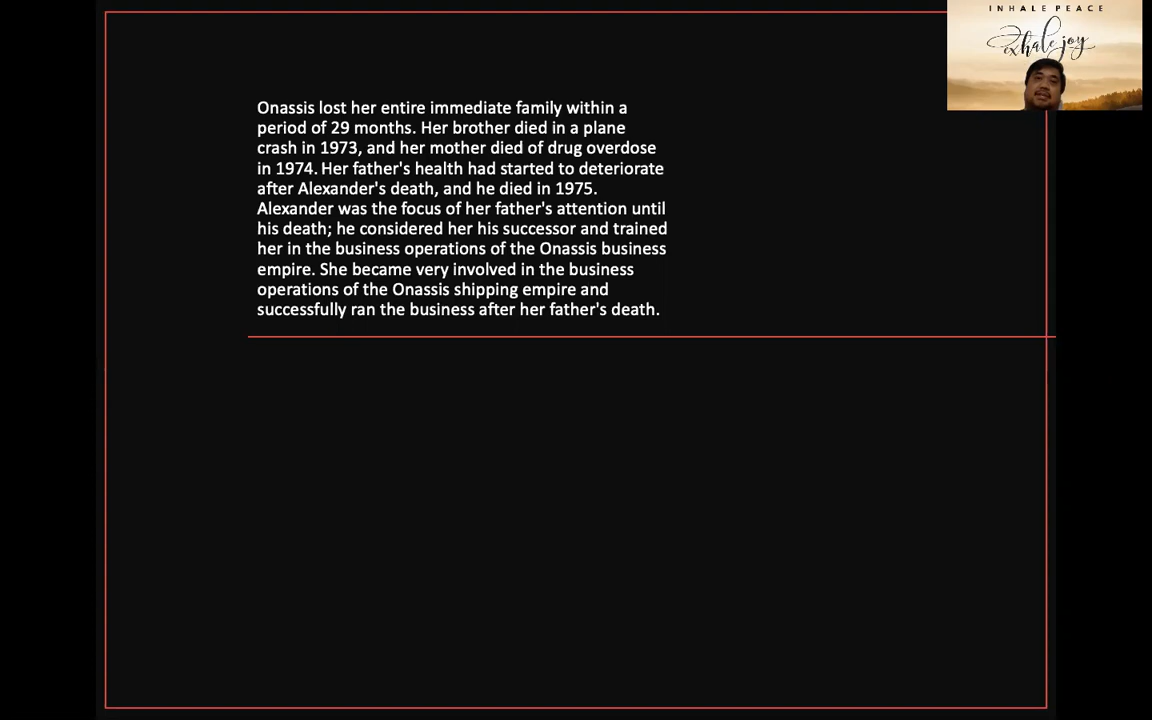 INHALE PEACE
exhale joy
Onassis lost her entire immediate family within a
period of 29 months. Her brother died in a plane
crash in 1973, and her mother died of drug overdose
in 1974. Her father's health had started to deteriorate
after Alexander's death, and he died in 1975.
Alexander was the focus of her father's attention until
his death; he considered her his successor and trained
her in the business operations of the Onassis business
empire. She became very involved in the business
operations of the Onassis shipping empire and
successfully ran the business after her father's death.